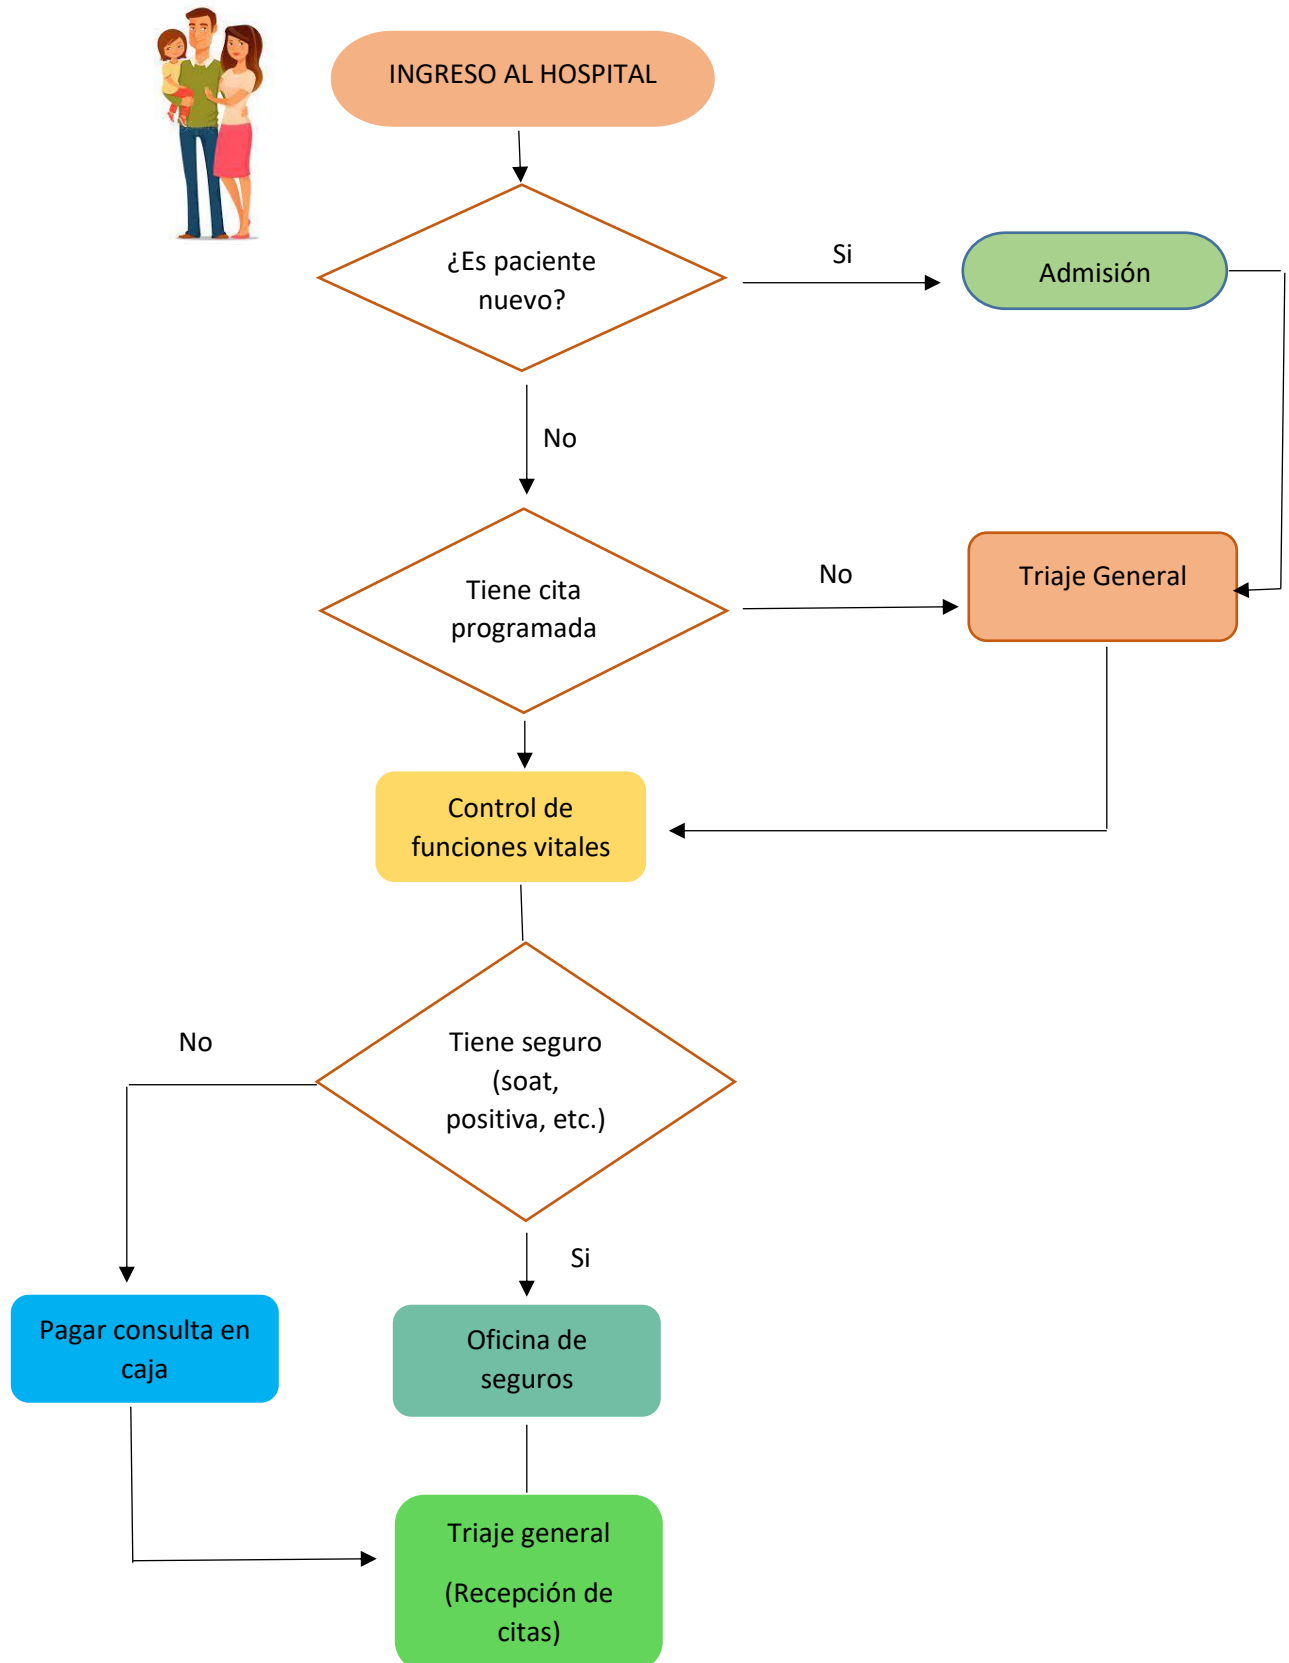 INGRESO AL HOSPITAL
¿Es paciente
nuevo?
Si
Admisión
No
Tiene cita
programada
No
Triaje General
Control de
funciones vitales
No
Tiene seguro
(soat,
positiva, etc.)
Si
Pagar consulta en
caja
Oficina de
seguros
Triaje general
(Recepción de
citas)